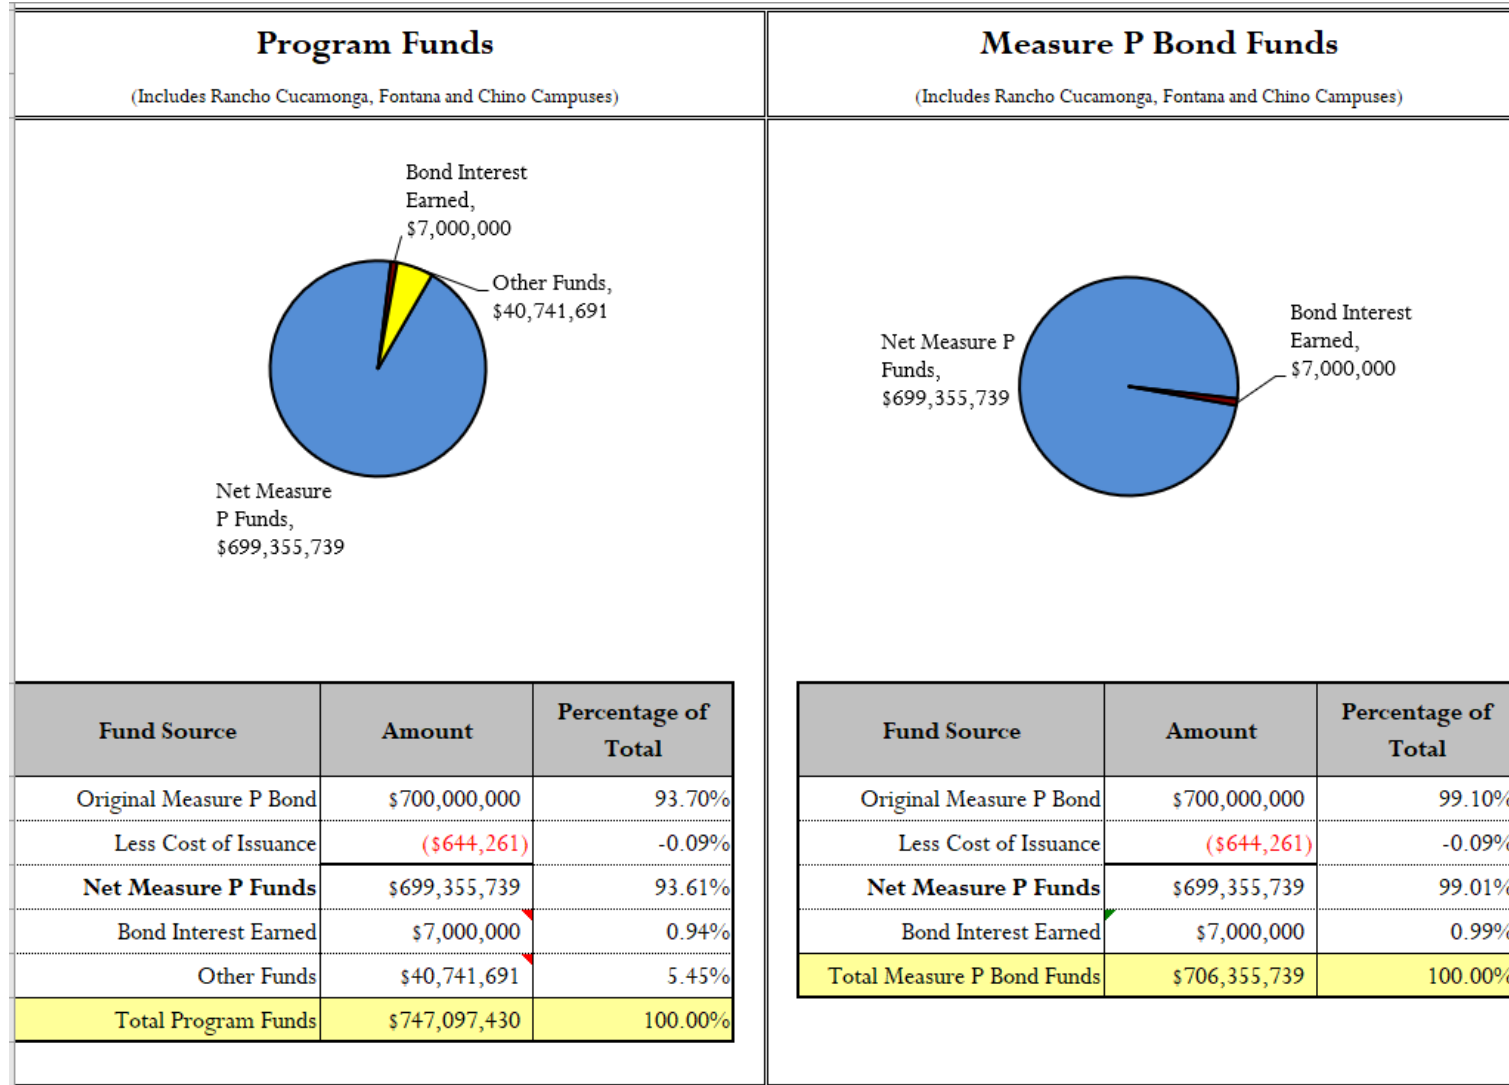 Program Funds
(Includes Rancho Cucamonga, Fontana and Chino Campuses)
Bond Interest
Earned,
$7,000,000
Other Funds,
$40,741,691
Net Measure
P Funds,
$699,355,739
Fund Source Amount Percentage of Total
Original Measure P Bond $700,000,000 93.70%
Less Cost of Issuance ($644,261) -0.09%
Net Measure P Funds $699,355,739 93.61%
Bond Interest Earned $7,000,000 0.94%
Other Funds $40,741,691 5.45%
Total Program Funds $747,097,430 100.00%
Measure P Bond Funds
(Includes Rancho Cucamonga, Fontana and Chino Campuses)
Net Measure P
Funds,
$699,355,739
Bond Interest
Earned,
$7,000,000
Fund Source Amount Percentage of Total
Original Measure P Bond $700,000,000 99.10%
Less Cost of Issuance ($644,261) -0.09%
Net Measure P Funds $699,355,739 99.01%
Bond Interest Earned $7,000,000 0.99%
Total Measure P Bond Funds $706,355,739 100.00%